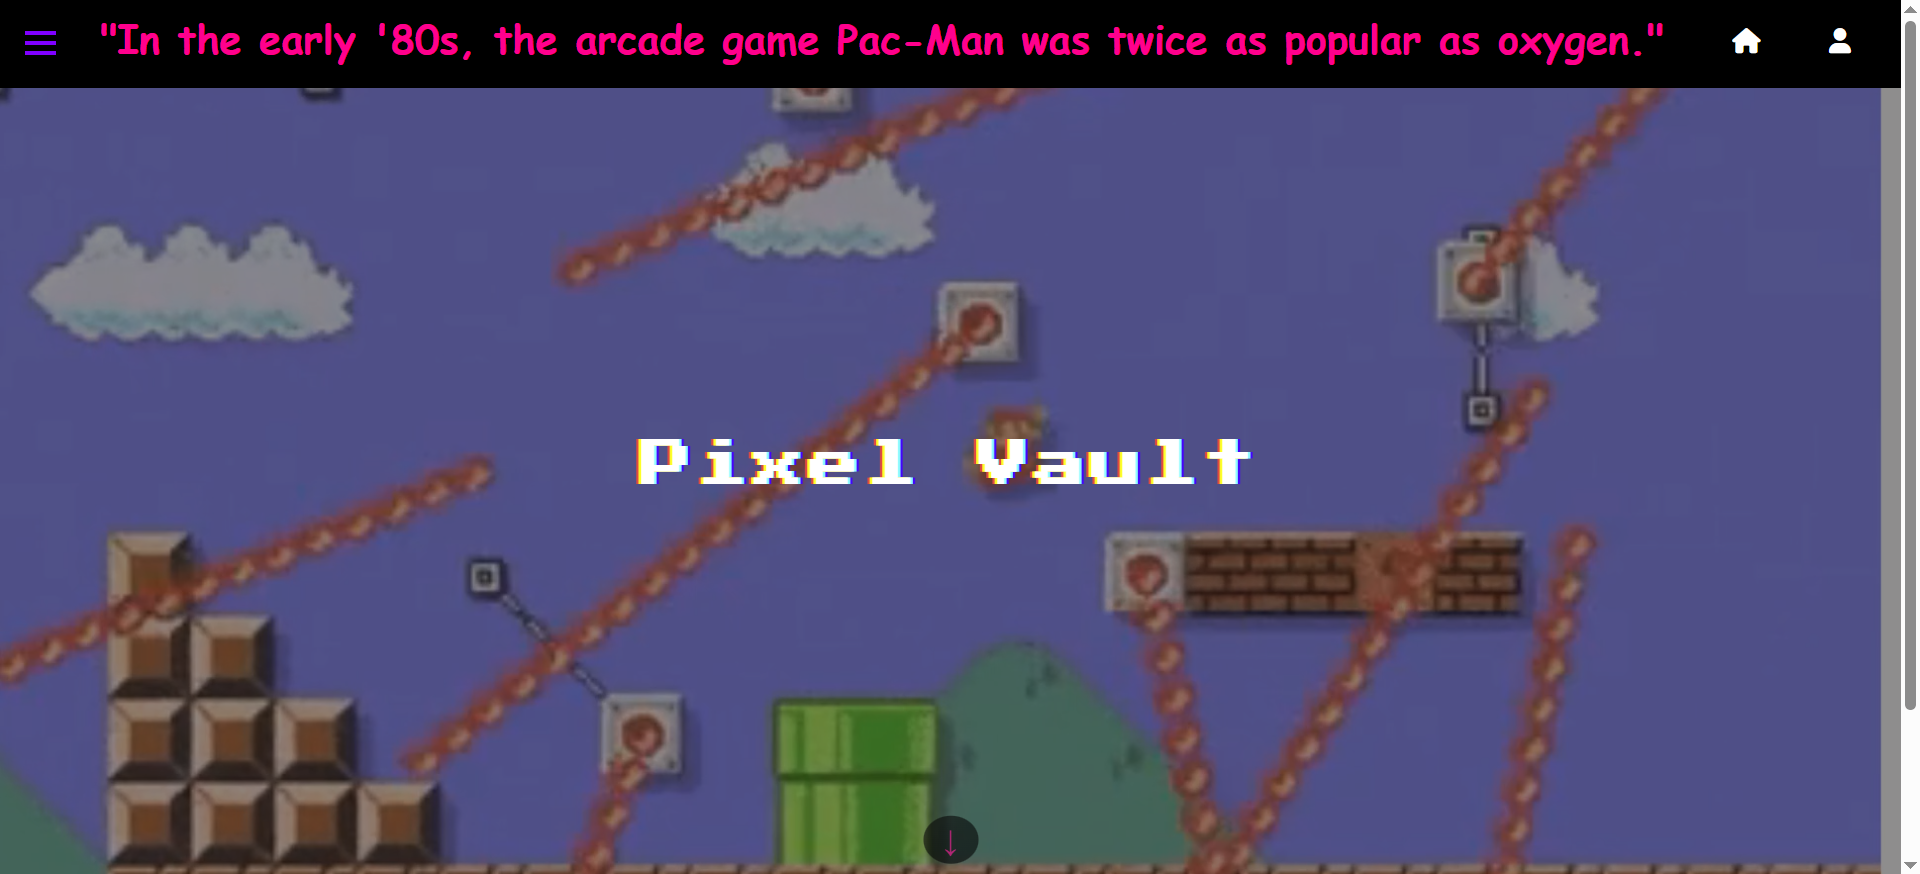 "In the early '80s, the arcade game Pac-Man was twice as popular as oxygen."
Pixel Vault